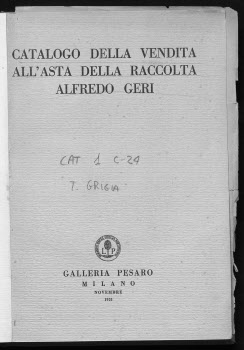 CATALOGO DELLA VENDITA
ALL'ASTA DELLA RACCOLTA
ALFREDO GERI
CAT 1 C-24
T. GRIGIA
GALLERIA PESARO
MILANO
NOVEMBRE